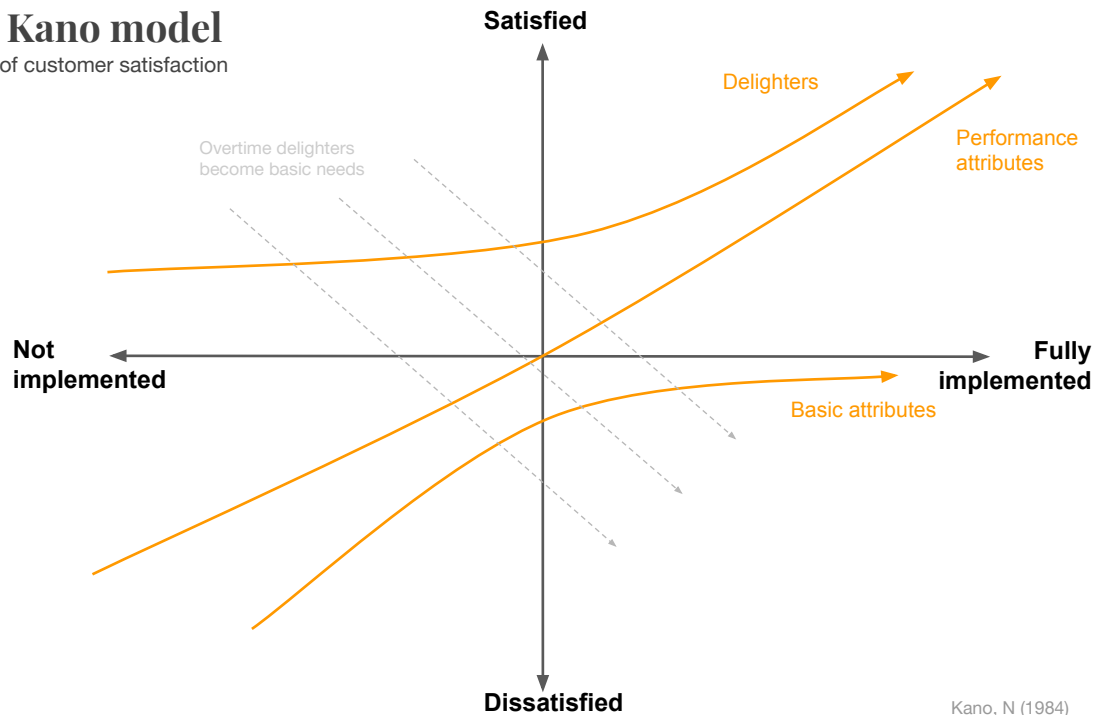 Kano model
of customer satisfaction
Satisfied
Delighters
Performance
attributes
Overtime delighters
become basic needs
Not
implemented
Fully
implemented
Basic attributes
Dissatisfied
Kano, N (1984)